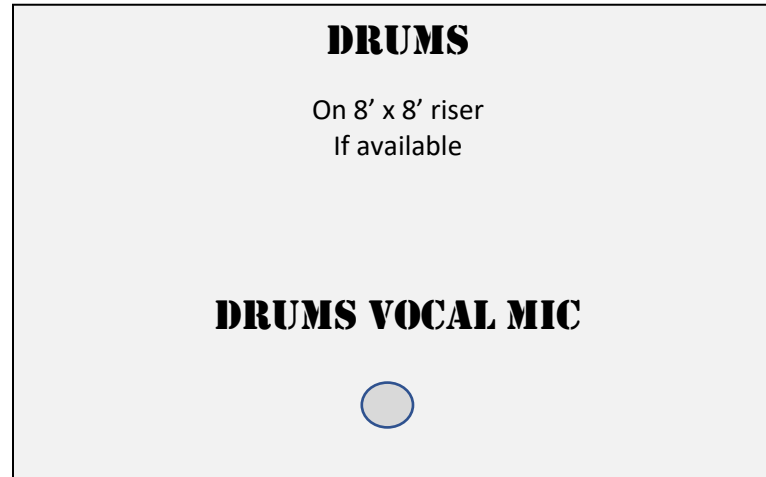 DRUMS
On 8’ x 8’ riser
If available
DRUMS VOCAL MIC